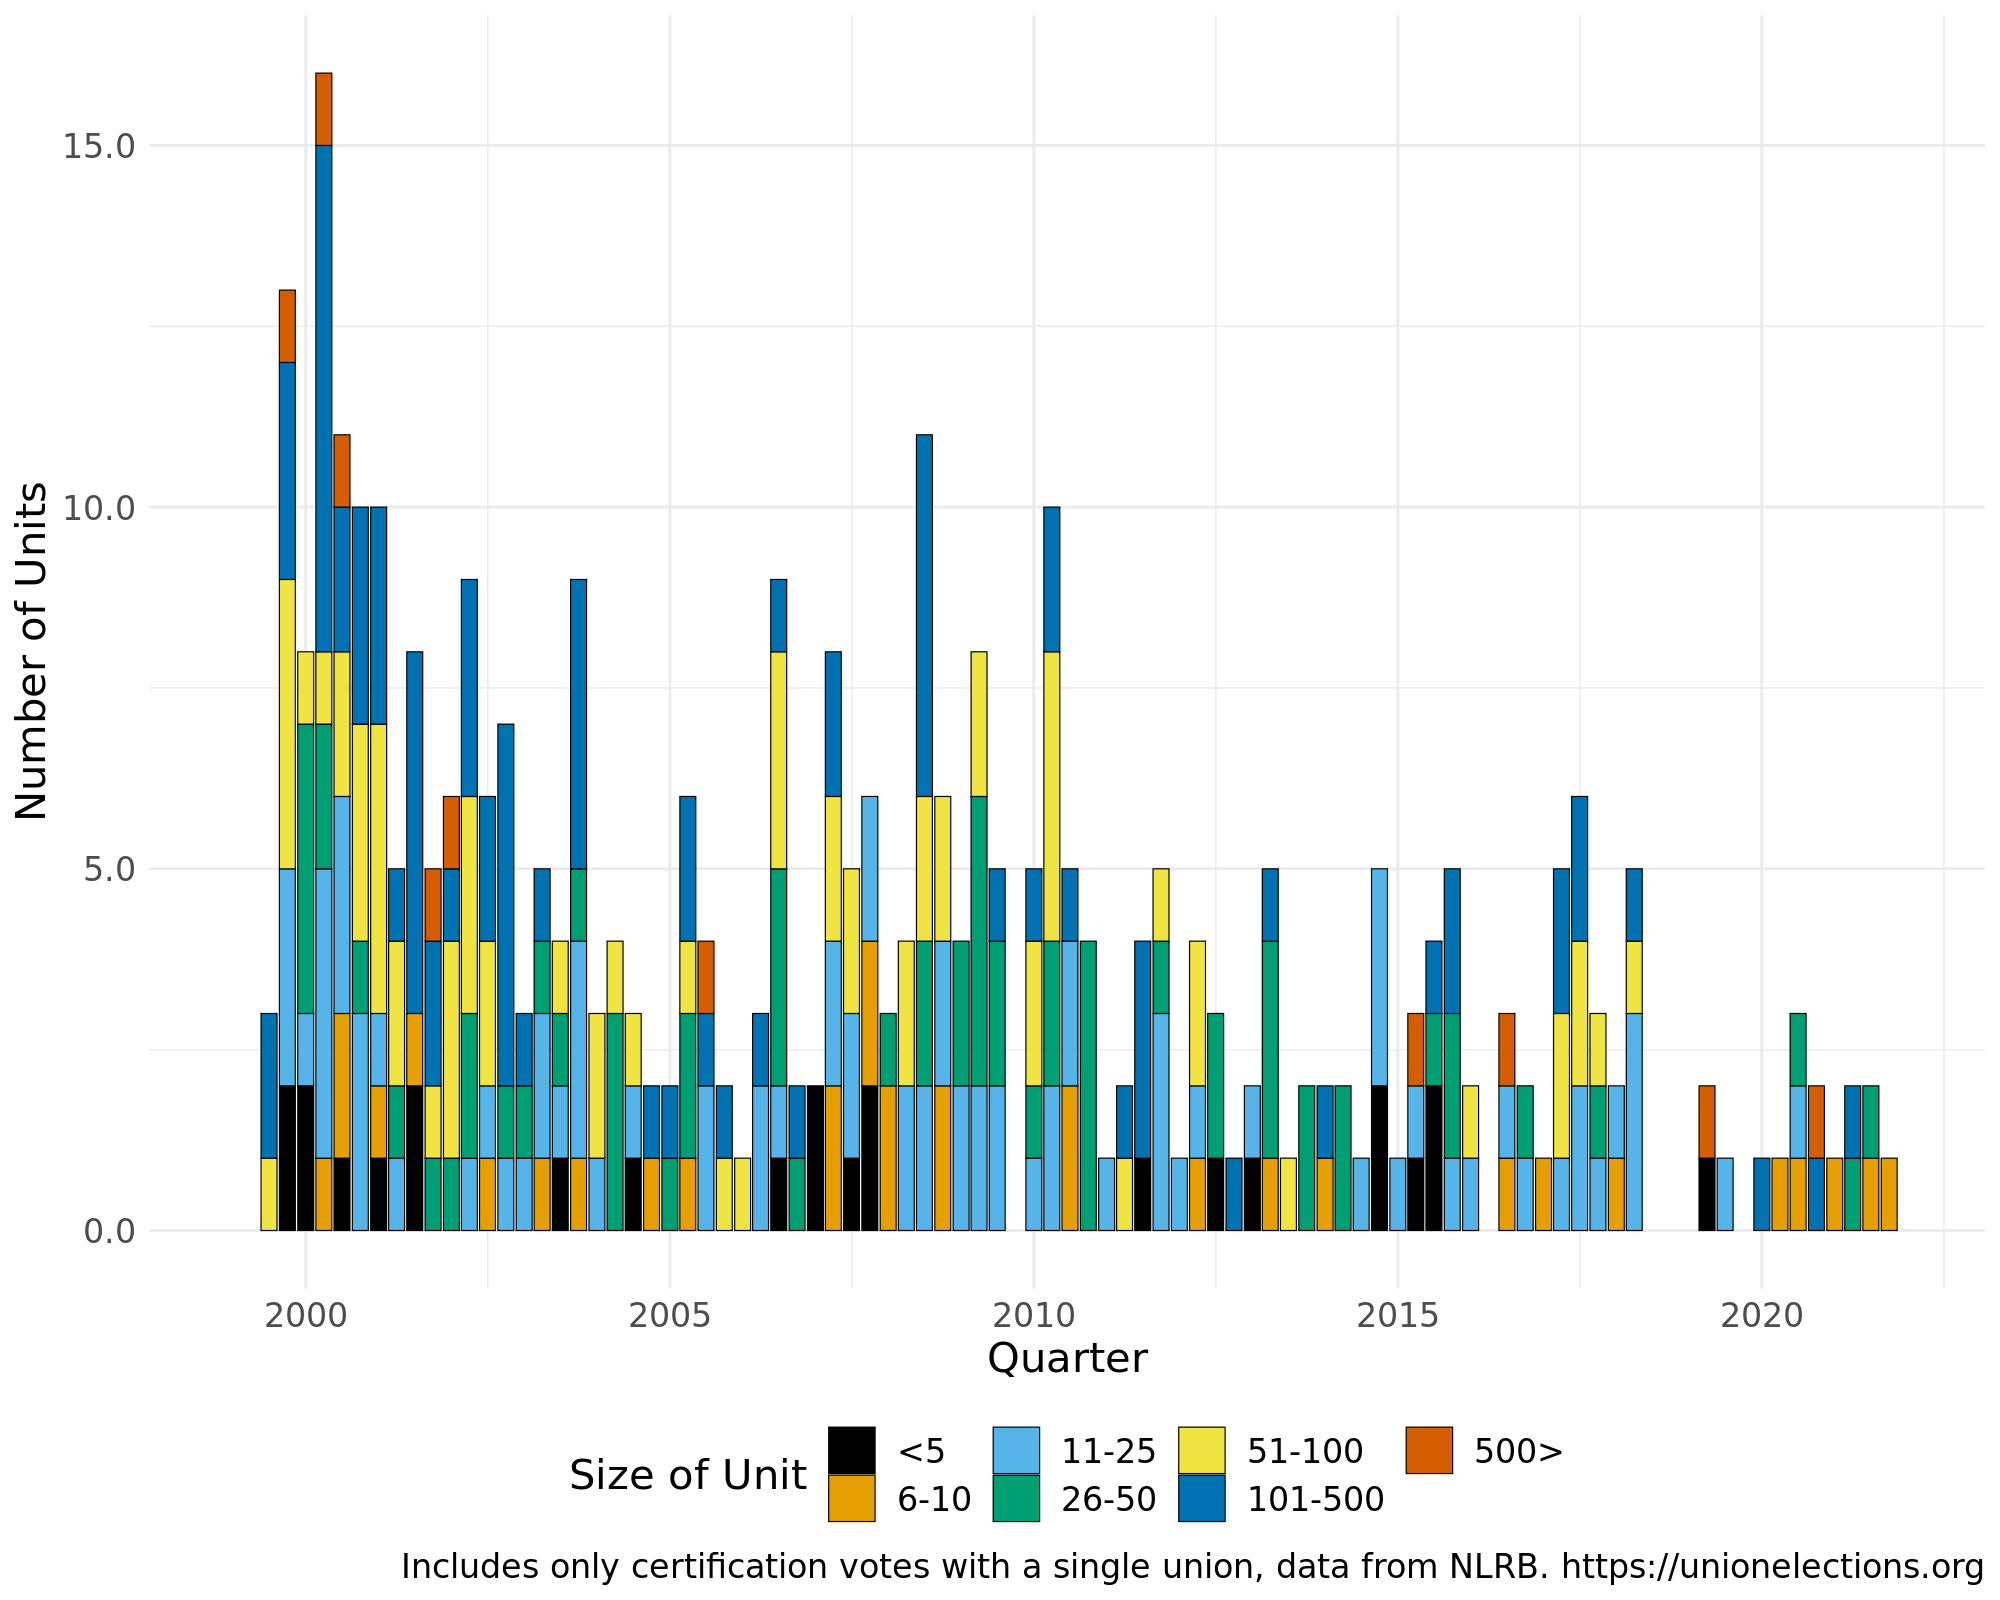 15.0
10.0
5.0
0.0
Number of Units
2000 2005 2010 2015 2020
Quarter
Size of Unit
<5 11-25 51-100 500>
6-10 26-50 101-500
Includes only certification votes with a single union, data from NLRB. https://unionelections.org